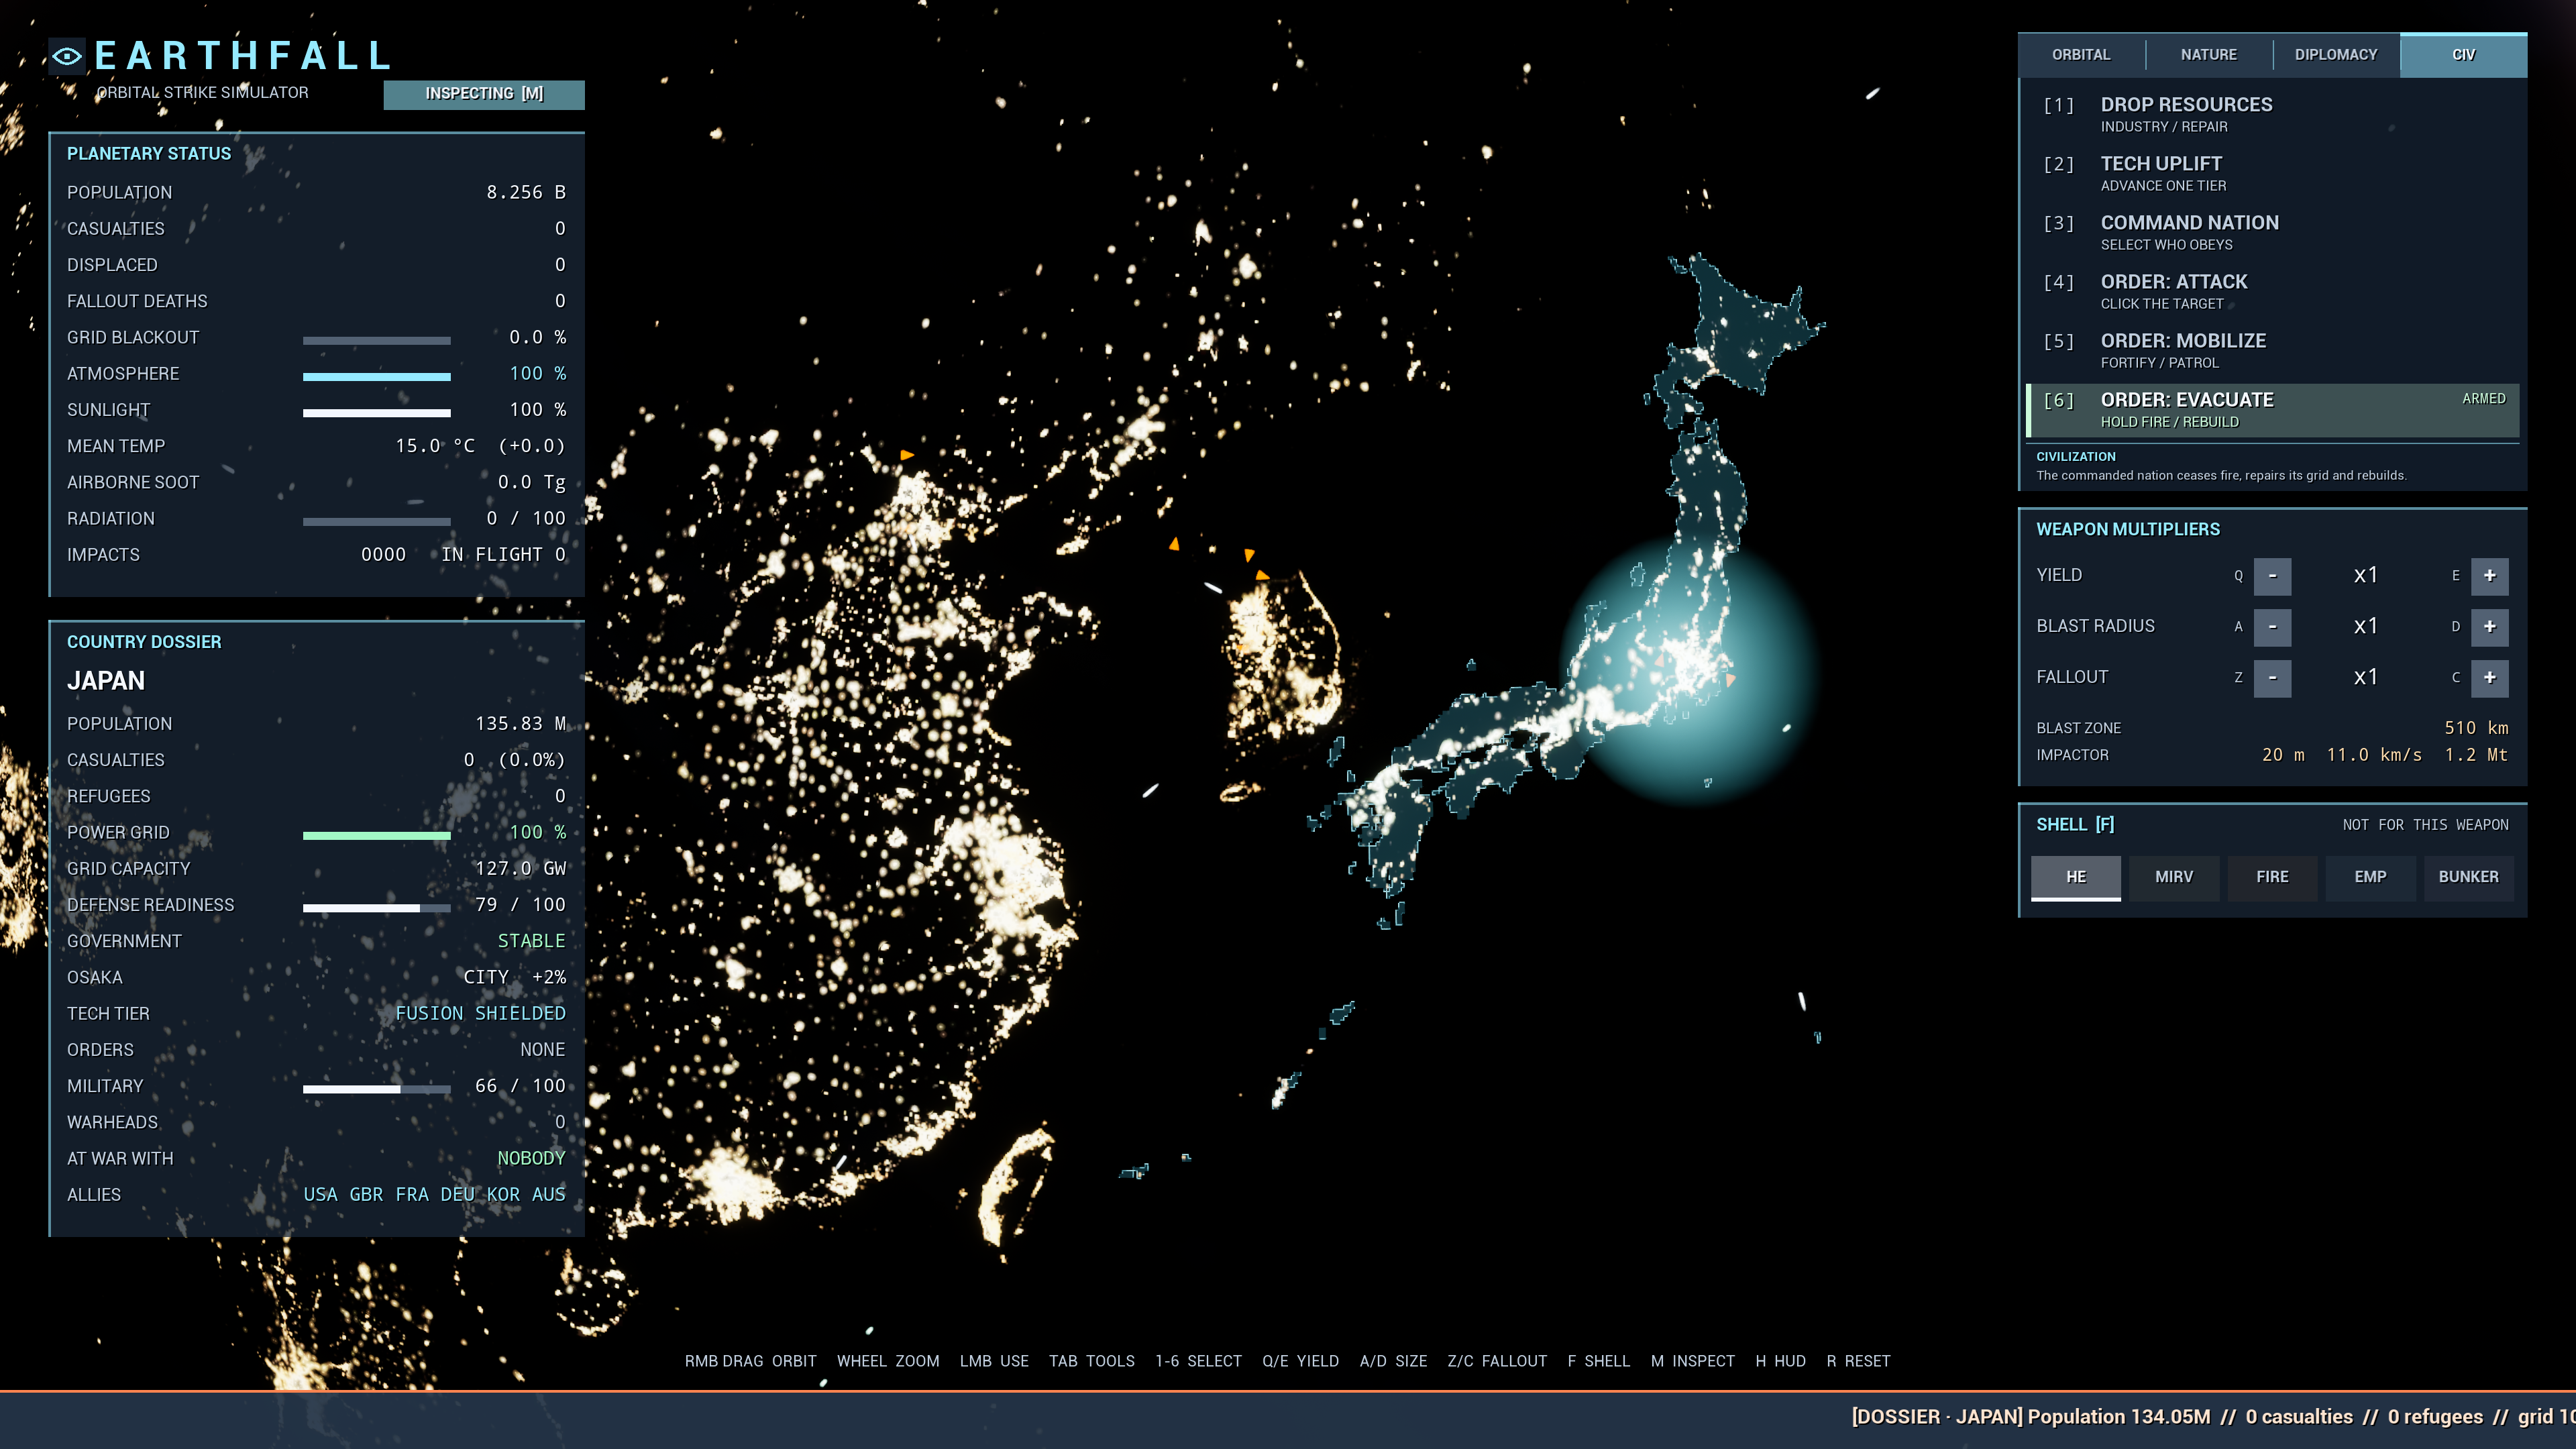 EARTHFALL
ORBITAL STRIKE SIMULATOR
INSPECTING [M]
PLANETARY STATUS
POPULATION 8.256 B
CASUALTIES 0
DISPLACED 0
FALLOUT DEATHS 0
GRID BLACKOUT 0.0 %
ATMOSPHERE 100 %
SUNLIGHT 100 %
MEAN TEMP 15.0 °C (+0.0)
AIRBORNE SOOT 0.0 Tg
RADIATION 0 / 100
IMPACTS 0000 IN FLIGHT 0
COUNTRY DOSSIER
JAPAN
POPULATION 135.83 M
CASUALTIES 0 (0.0%)
REFUGEES 0
POWER GRID 100 %
GRID CAPACITY 127.0 GW
DEFENSE READINESS 79 / 100
GOVERNMENT STABLE
OSAKA CITY +2%
TECH TIER FUSION SHIELDED
ORDERS NONE
MILITARY 66 / 100
WARHEADS 0
AT WAR WITH NOBODY
ALLIES USA GBR FRA DEU KOR AUS
ORBITAL NATURE DIPLOMACY CIV
[1] DROP RESOURCES
INDUSTRY / REPAIR
[2] TECH UPLIFT
ADVANCE ONE TIER
[3] COMMAND NATION
SELECT WHO OBEYS
[4] ORDER: ATTACK
CLICK THE TARGET
[5] ORDER: MOBILIZE
FORTIFY / PATROL
[6] ORDER: EVACUATE ARMED
HOLD FIRE / REBUILD
CIVILIZATION
The commanded nation ceases fire, repairs its grid and rebuilds.
WEAPON MULTIPLIERS
YIELD Q - x1 E +
BLAST RADIUS A - x1 D +
FALLOUT Z - x1 C +
BLAST ZONE 510 km
IMPACTOR 20 m 11.0 km/s 1.2 Mt
SHELL [F] NOT FOR THIS WEAPON
HE MIRV FIRE EMP BUNKER
RMB DRAG ORBIT WHEEL ZOOM LMB USE TAB TOOLS 1-6 SELECT Q/E YIELD A/D SIZE Z/C FALLOUT F SHELL M INSPECT H HUD R RESET
[DOSSIER · JAPAN] Population 134.05M // 0 casualties // 0 refugees // grid